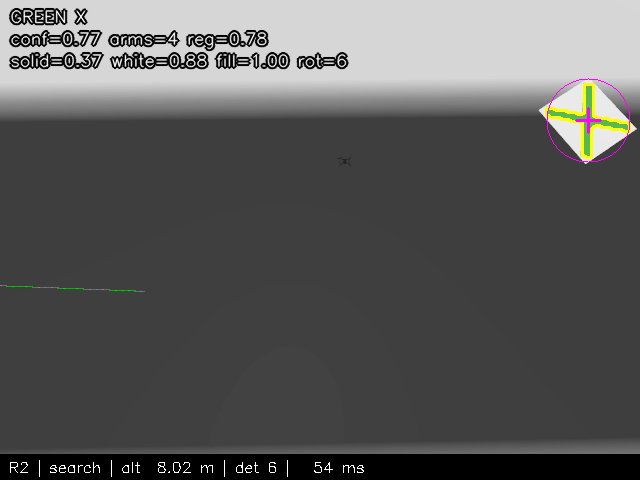 GREEN X
conf=0.77 arms=4 reg=0.78
solid=0.37 white=0.88 fill=1.00 rot=6
R2 | search | alt 8.02 m | det 6 | 54 ms